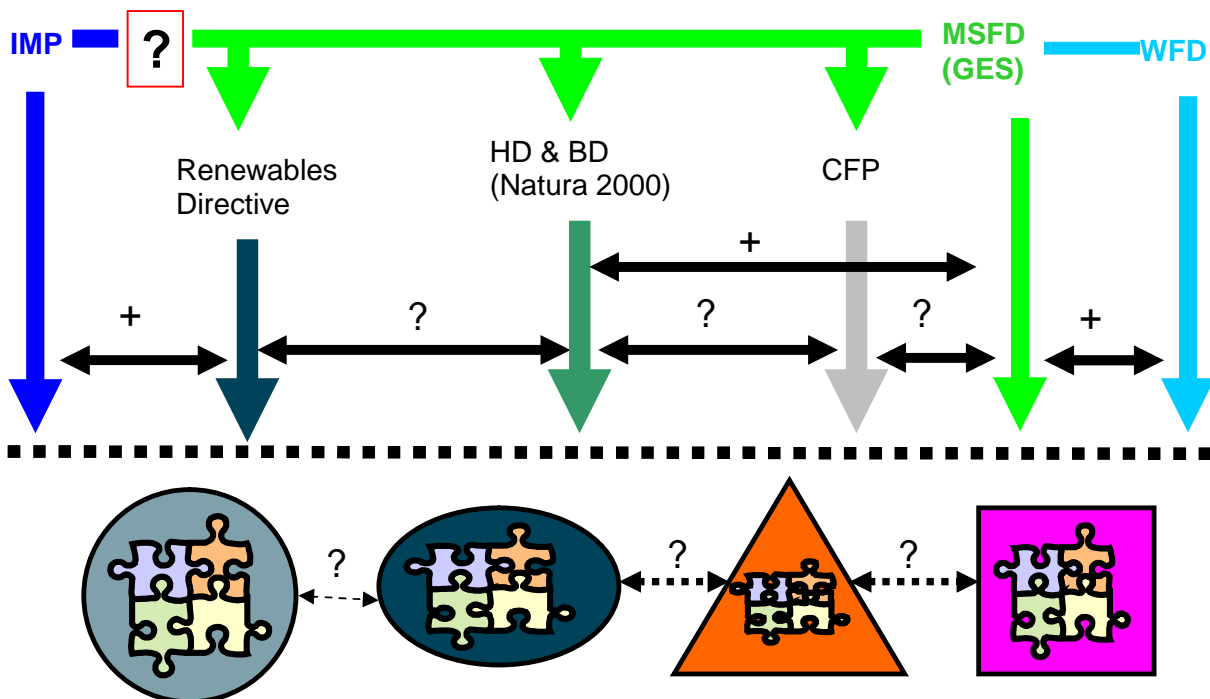 IMP
?
MSFD
(GES)
WFD
Renewables
Directive
HD & BD
(Natura 2000)
CFP
+
+
?
?
?
+
?
?
?